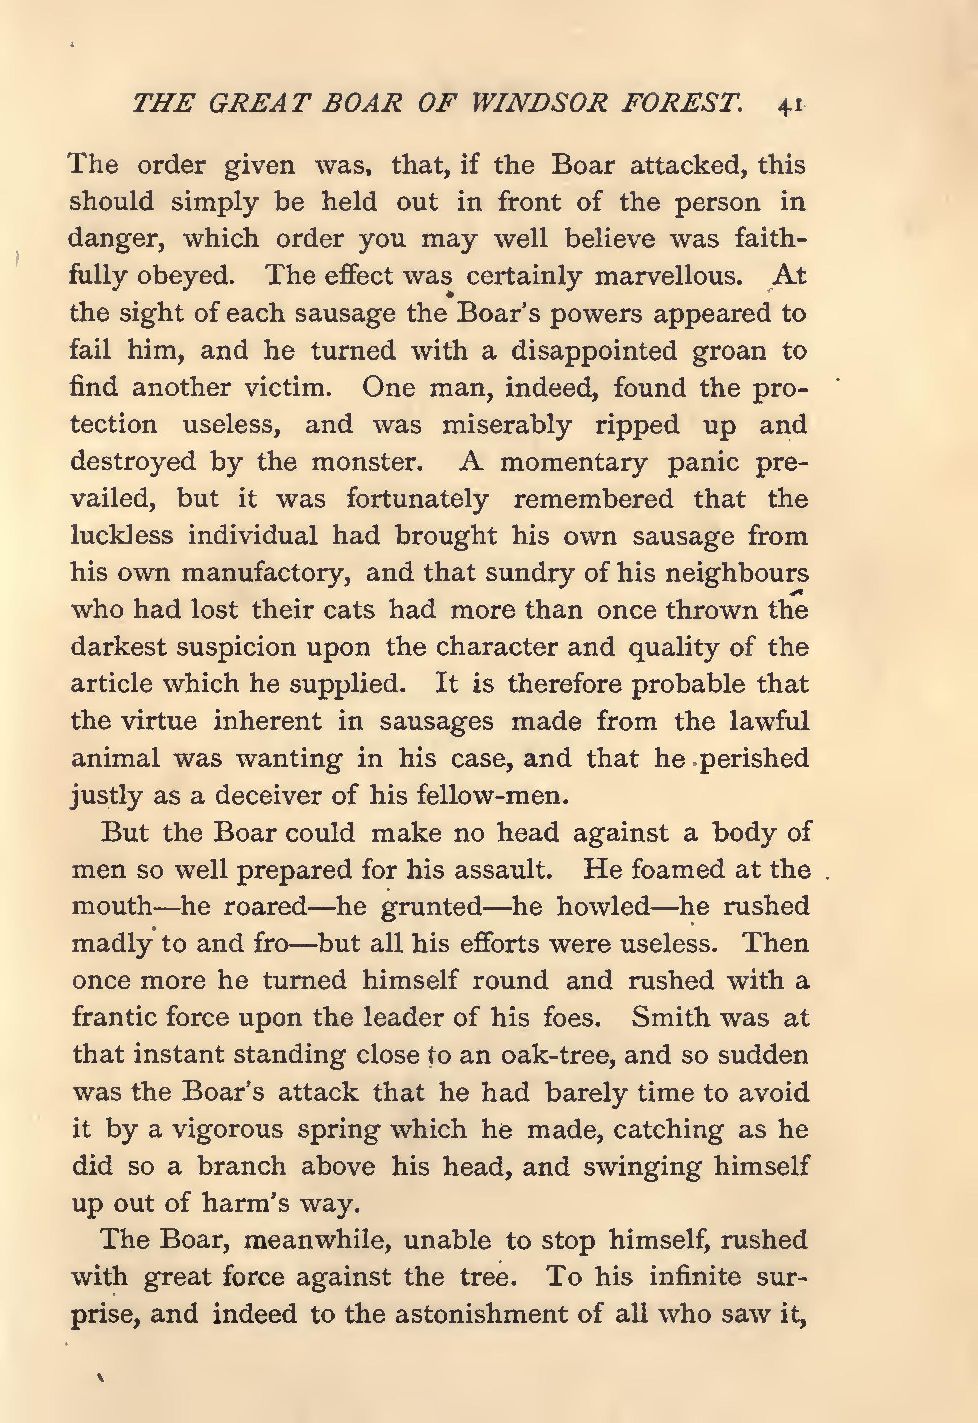 THE GREAT BOAR OF WINDSOR FOREST. 41
The order given was, that, if the Boar attacked, this
should simply be held out in front of the person in
danger, which order you may well believe was faith-
fully obeyed. The effect was certainly marvellous. At
the sight of each sausage the Boar's powers appeared to
fail him, and he turned with a disappointed groan to
find another victim. One man, indeed, found the pro-
tection useless, and was miserably ripped up and
destroyed by the monster. A momentary panic pre-
vailed, but it was fortunately remembered that the
luckless individual had brought his own sausage from
his own manufactory, and that sundry of his neighbours
who had lost their cats had more than once thrown the
darkest suspicion upon the character and quality of the
article which he supplied. It is therefore probable that
the virtue inherent in sausages made from the lawful
animal was wanting in his case, and that he perished
justly as a deceiver of his fellow-men.
But the Boar could make no head against a body of
men so well prepared for his assault. He foamed at the
mouth—he roared—he grunted—he howled—he rushed
madly to and fro—but all his efforts were useless. Then
once more he turned himself round and rushed with a
frantic force upon the leader of his foes. Smith was at
that instant standing close to an oak-tree, and so sudden
was the Boar's attack that he had barely time to avoid
it by a vigorous spring which he made, catching as he
did so a branch above his head, and swinging himself
up out of harm's way.
The Boar, meanwhile, unable to stop himself, rushed
with great force against the tree. To his infinite sur-
prise, and indeed to the astonishment of all who saw it,